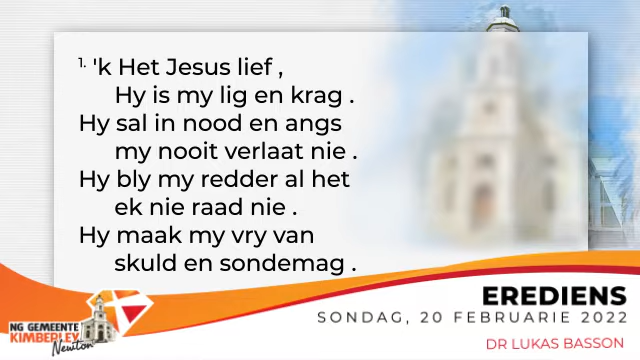 1. 'k Het Jesus lief ,
Hy is my lig en krag .
Hy sal in nood en angs
my nooit verlaat nie .
Hy bly my redder al het
ek nie raad nie .
Hy maak my vry van
skuld en sondemag .
EREDIENS
SONDAG, 20 FEBRUARIE 2022
DR LUKAS BASSON
NG GEMEENTE
KIMBERLEY
Newton